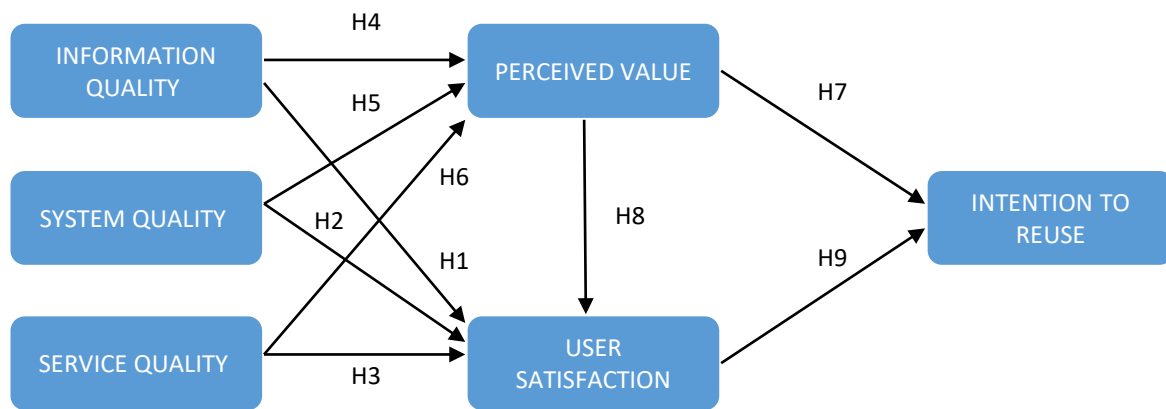 H4
INFORMATION
QUALITY
PERCEIVED VALUE
H5
H7
H6
SYSTEM QUALITY
H2
H8
INTENTION TO
REUSE
H1
H9
SERVICE QUALITY
USER
SATISFACTION
H3